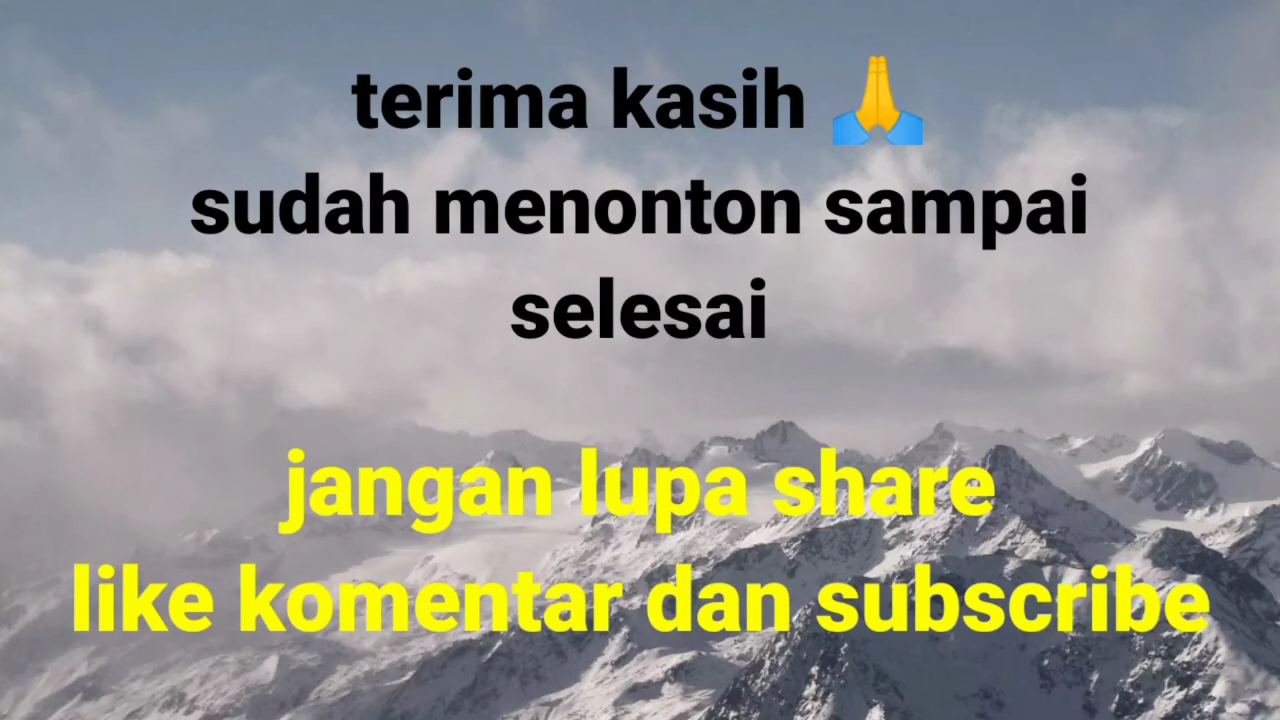 terima kasih 🙏
sudah menonton sampai
selesai
jangan lupa share
like komentar dan subscribe